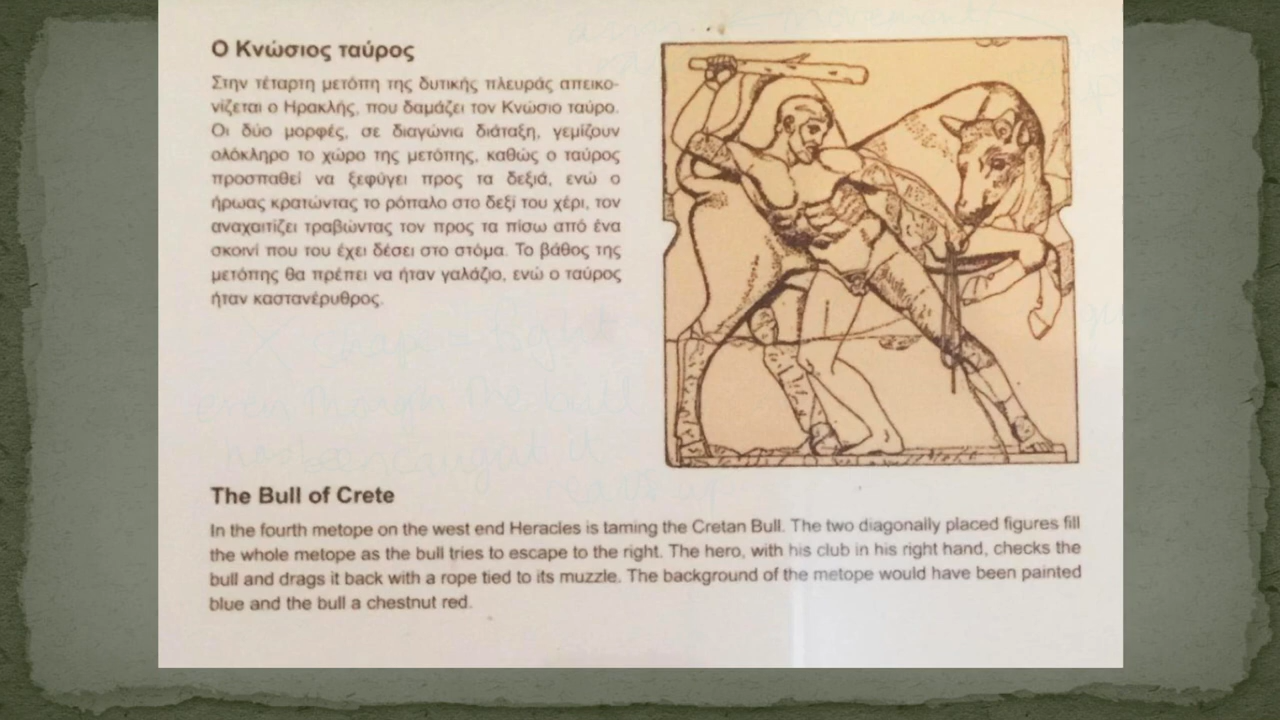 Ο Κνώσιος ταύρος
Στην τέταρτη μετόπη της δυτικής πλευράς απεικο-
νίζεται ο Ηρακλής, που δαμάζει τον Κνώσιο ταύρο.
Οι δύο μορφές, σε διαγώνια διάταξη, γεμίζουν
ολόκληρο το χώρο της μετόπης, καθώς ο ταύρος
προσπαθεί να ξεφύγει προς τα δεξιά, ενώ ο
ήρωας κρατώντας το ρόπαλο στο δεξί του χέρι, τον
αναχαιτίζει τραβώντας τον προς τα πίσω από ένα
σκοινί που του έχει δέσει στο στόμα. Το βάθος της
μετόπης θα πρέπει να ήταν γαλάζιο, ενώ ο ταύρος
ήταν καστανέρυθρος.
The Bull of Crete
In the fourth metope on the west end Heracles is taming the Cretan Bull. The two diagonally placed figures fill
the whole metope as the bull tries to escape to the right. The hero, with his club in his right hand, checks the
bull and drags it back with a rope tied to its muzzle. The background of the metope would have been painted
blue and the bull a chestnut red.